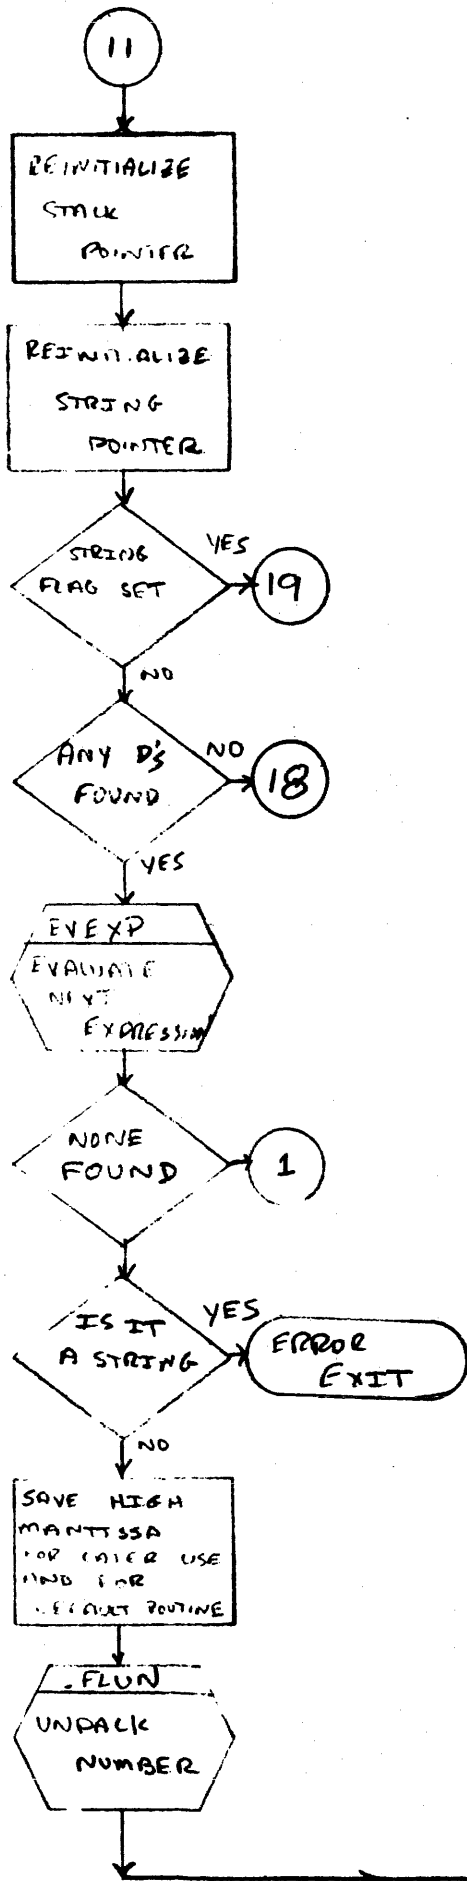 11
REINITIALIZE
STACK
POINTER
REINITIALIZE
STRING
POINTER
STRING
FLAG SET
YES
19
NO
ANY D's
FOUND
NO
18
YES
EVEXP
EVALUATE
NEXT
EXPRESSION
NONE
FOUND
1
IS IT
A STRING
YES
ERROR
EXIT
NO
SAVE HIGH
MANTISSA
FOR LATER USE
AND FOR
DEFAULT ROUTINE
.FLUN
UNPACK
NUMBER